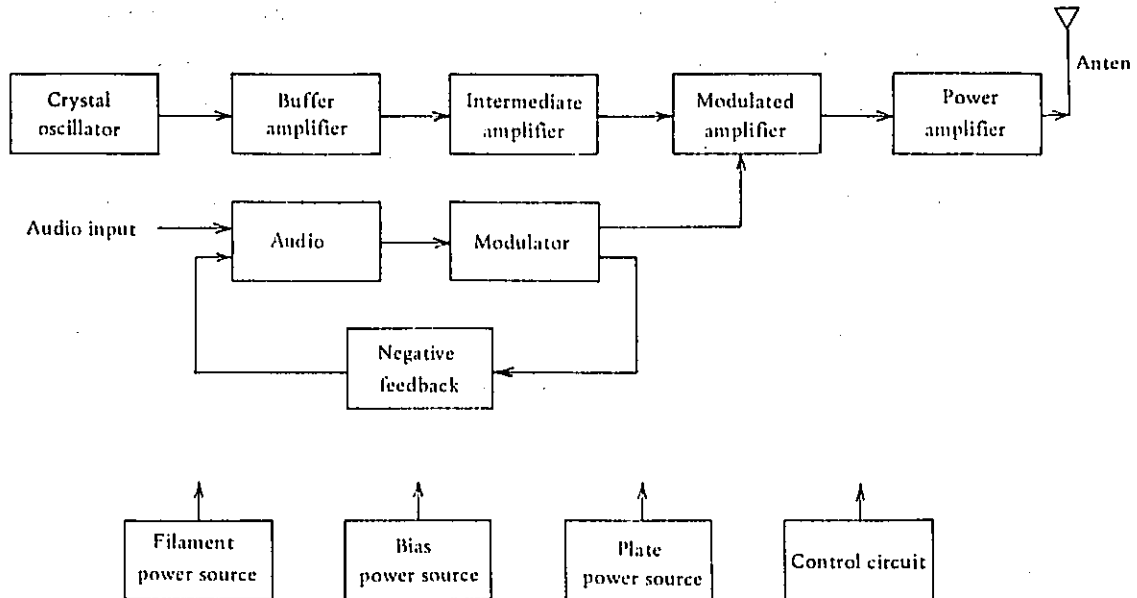 Anten
Crystal
oscillator
Buffer
amplifier
Intermediate
amplifier
Modulated
amplifier
Power
amplifier
Audio input
Audio
Modulator
Negative
feedback
Filament
power source
Bias
power source
Plate
power source
Control circuit